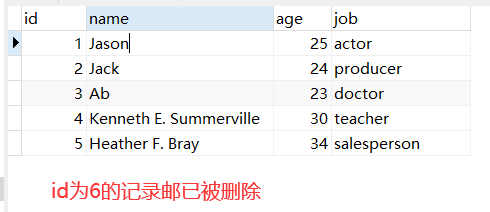 id name age job
1 Jason 25 actor
2 Jack 24 producer
3 Ab 23 doctor
4 Kenneth E. Summerville 30 teacher
5 Heather F. Bray 34 salesperson
id为6的记录邮已被删除